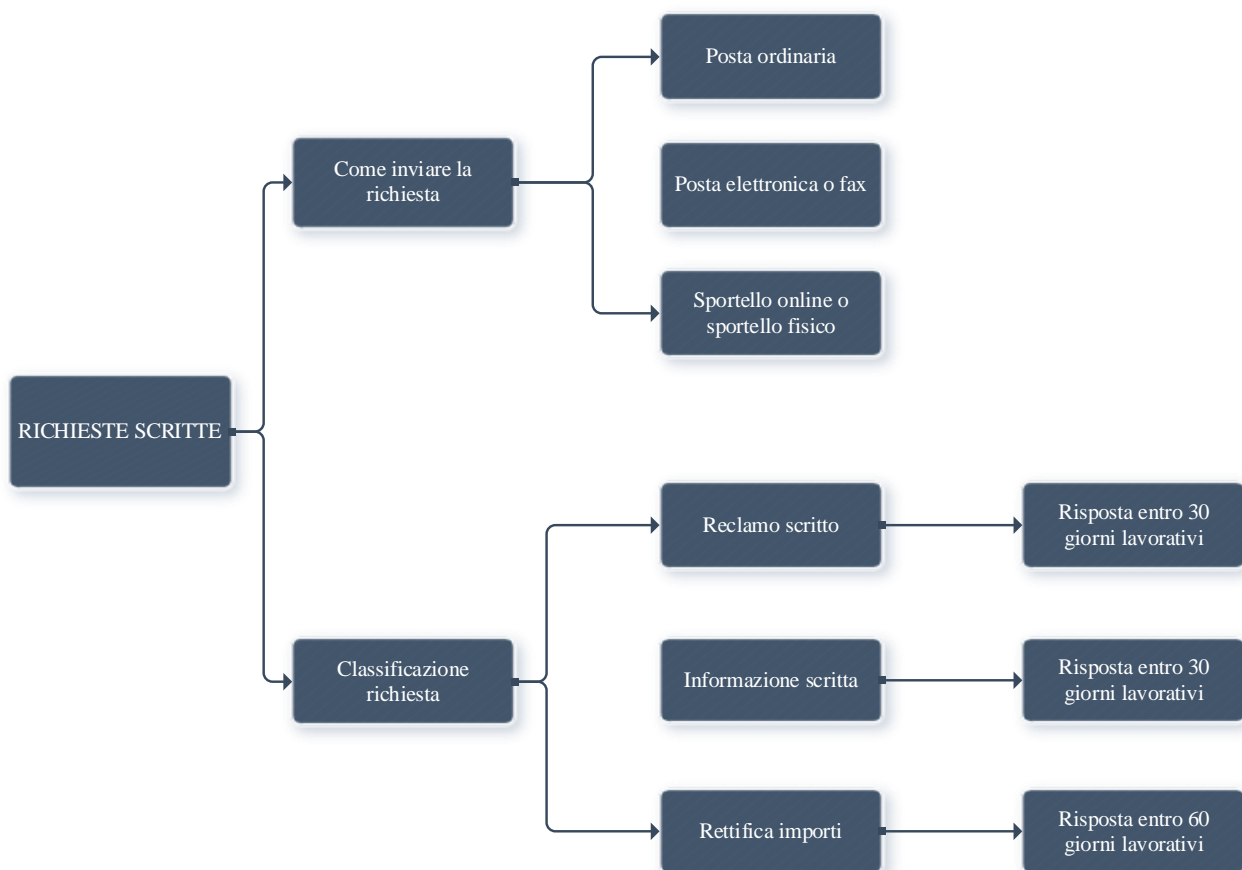 Posta ordinaria
Come inviare la
richiesta
Posta elettronica o fax
Sportello online o
sportello fisico
RICHIESTE SCRITTE
Reclamo scritto
Risposta entro 30
giorni lavorativi
Classificazione
richiesta
Informazione scritta
Risposta entro 30
giorni lavorativi
Rettifica importi
Risposta entro 60
giorni lavorativi